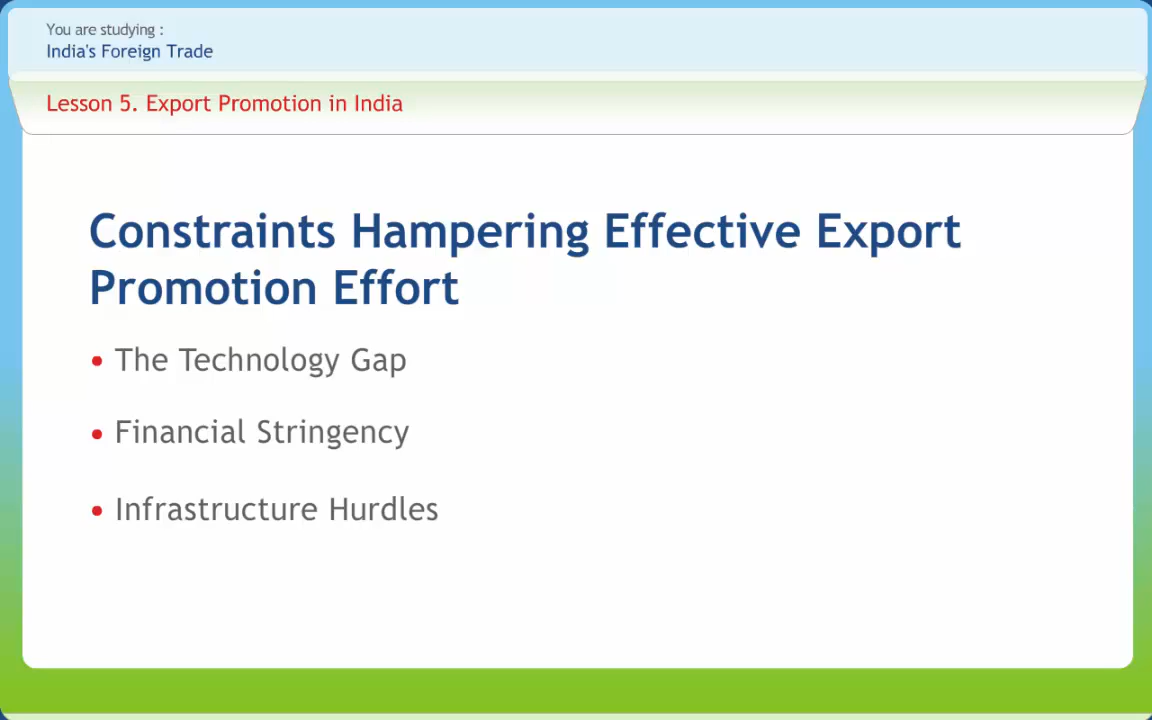 You are studying :
India's Foreign Trade
Lesson 5. Export Promotion in India
Constraints Hampering Effective Export
Promotion Effort
• The Technology Gap
• Financial Stringency
• Infrastructure Hurdles